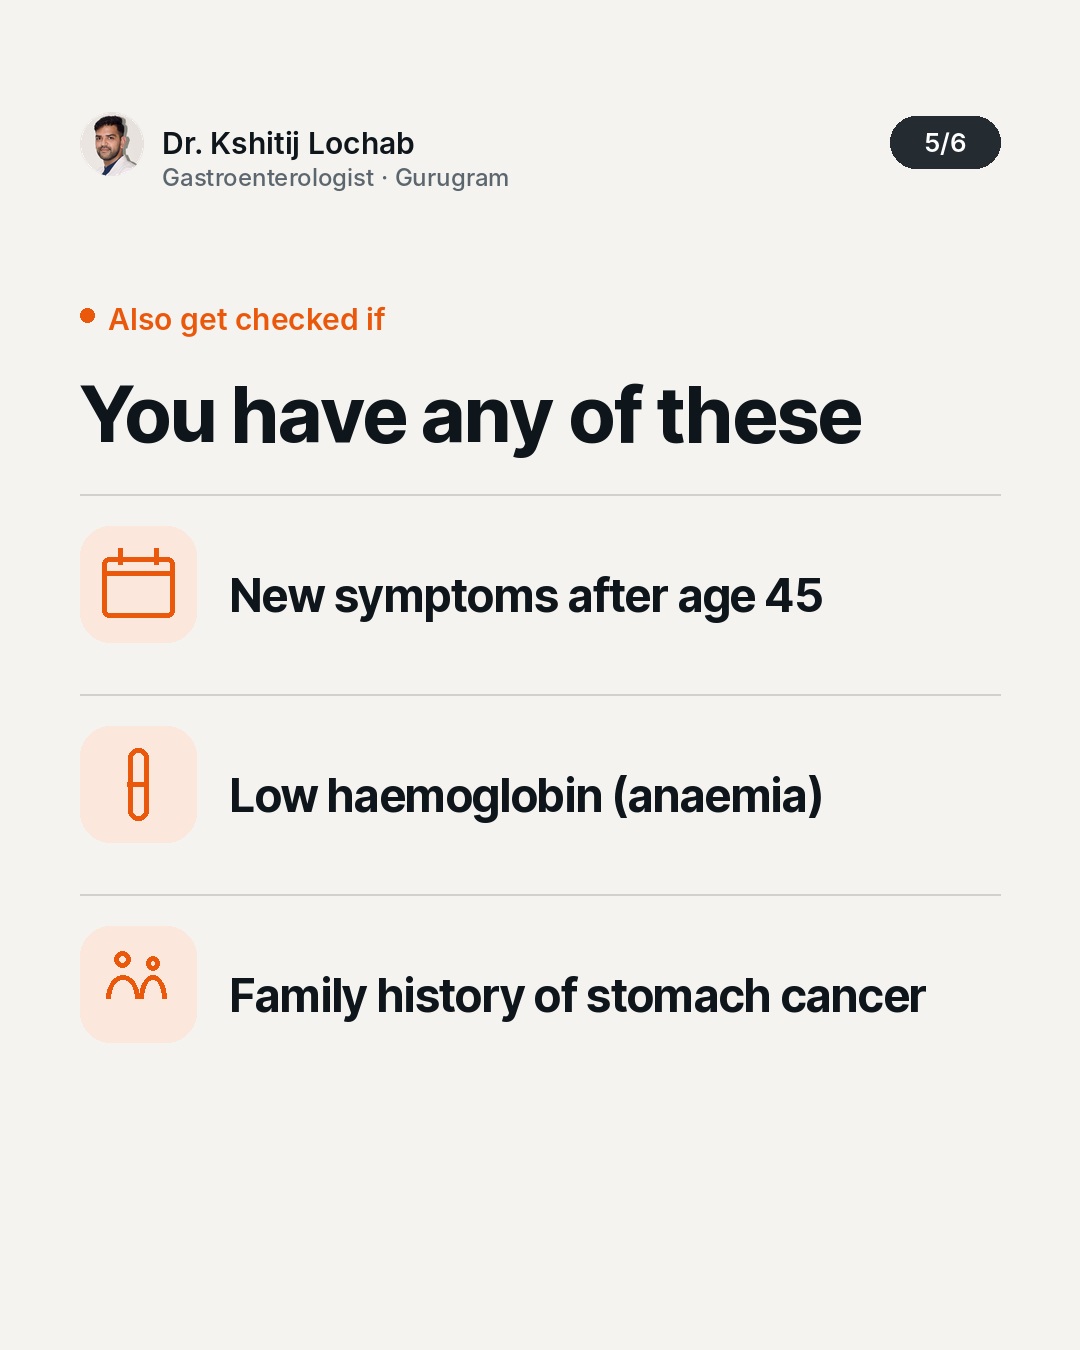 Dr. Kshitij Lochab
Gastroenterologist · Gurugram
5/6
Also get checked if
You have any of these
New symptoms after age 45
Low haemoglobin (anaemia)
Family history of stomach cancer